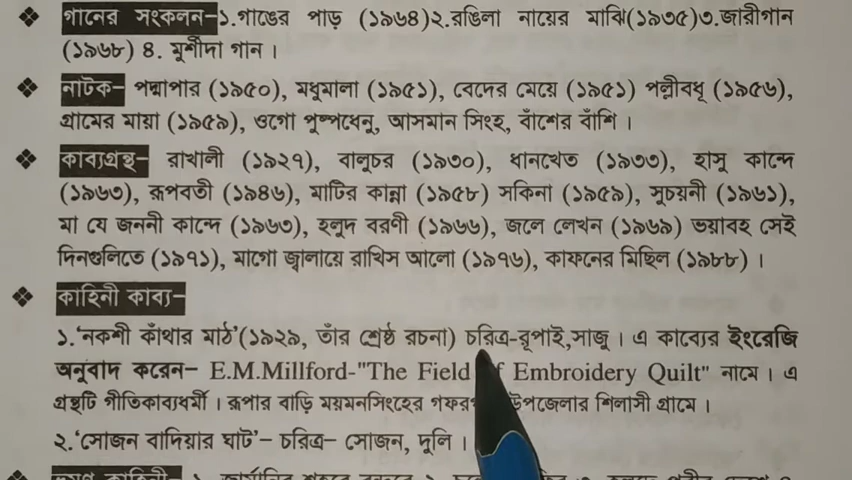 ❖ গানের সংকলন-১.গাঙের পাড় (১৯৬৪)২.রঙিলা নায়ের মাঝি(১৯৩৫)৩.জারীগান
(১৯৬৮) ৪. মুর্শীদা গান ।
❖ নাটক- পদ্মাপার (১৯৫০), মধুমালা (১৯৫১), বেদের মেয়ে (১৯৫১) পল্লীবধূ (১৯৫৬),
গ্রামের মায়া (১৯৫৯), ওগো পুষ্পধেনু, আসমান সিংহ, বাঁশের বাঁশি ।
❖ কাব্যগ্রন্থ- রাখালী (১৯২৭), বালুচর (১৯৩০), ধানখেত (১৯৩৩), হাসু কান্দে
(১৯৬৩), রূপবতী (১৯৪৬), মাটির কান্না (১৯৫৮) সকিনা (১৯৫৯), সুচয়নী (১৯৬১),
মা যে জননী কান্দে (১৯৬৩), হলুদ বরণী (১৯৬৬), জলে লেখন (১৯৬৯) ভয়াবহ সেই
দিনগুলিতে (১৯৭১), মাগো জ্বালায়ে রাখিস আলো (১৯৭৬), কাফনের মিছিল (১৯৮৮) ।
❖ কাহিনী কাব্য-
১.‘নকশী কাঁথার মাঠ’(১৯২৯, তাঁর শ্রেষ্ঠ রচনা) চরিত্র-রূপাই,সাজু । এ কাব্যের ইংরেজি
অনুবাদ করেন- E.M.Millford-"The Field Embroidery Quilt" নামে । এ
গ্রন্থটি গীতিকাব্যধর্মী । রূপার বাড়ি ময়মনসিংহের শিলাসী গ্রামে ।
২.‘সোজন বাদিয়ার ঘাট’– চরিত্র– সোজন, দুলি ।